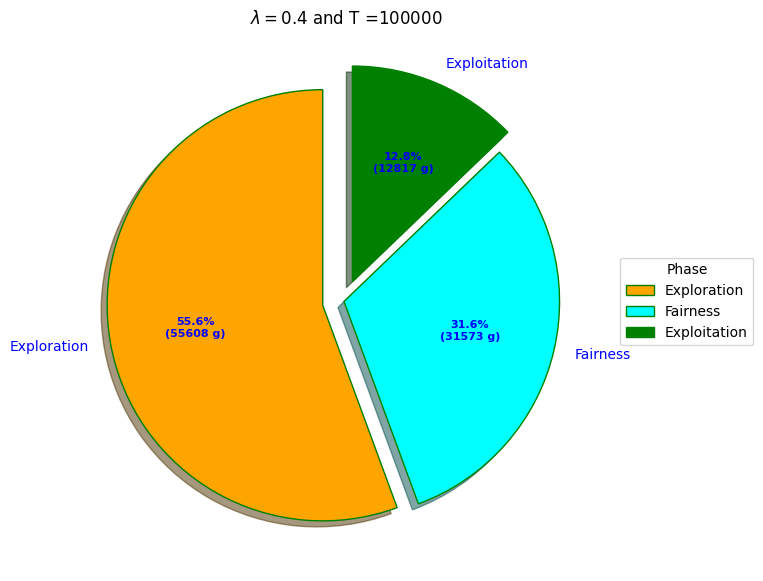 λ = 0.4 and T =100000
Exploitation
12.8%
(12817 g)
55.6%
(55608 g)
Exploration
31.6%
(31573 g)
Fairness
Phase
Exploration
Fairness
Exploitation